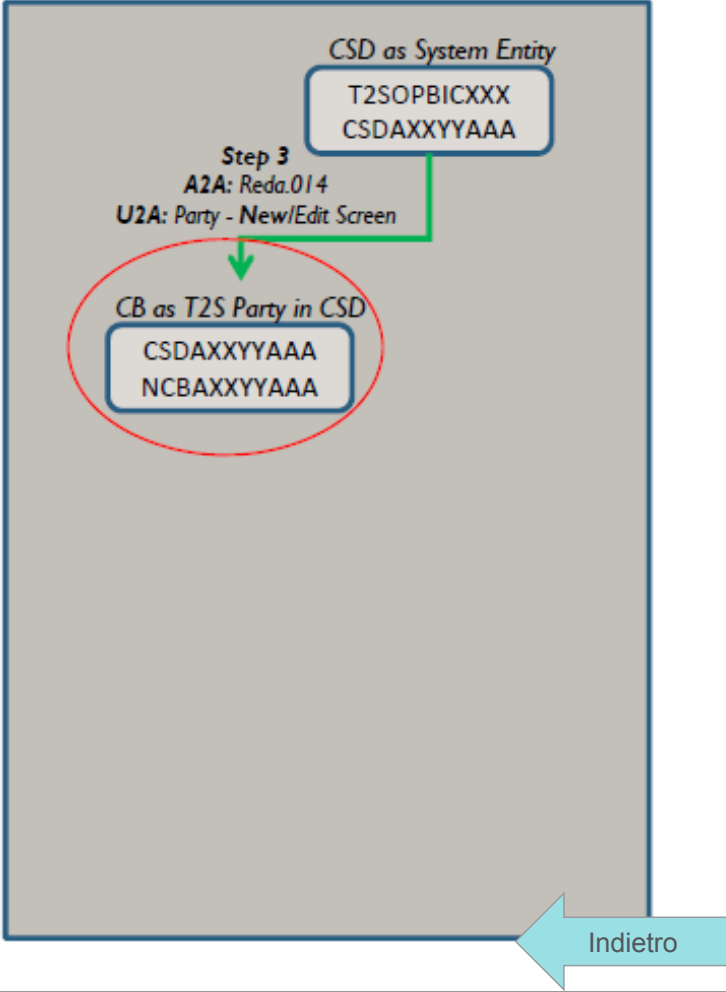 CSD as System Entity
T2SOPBICXXX
CSDAXXYYAAA
Step 3
A2A: Reda.014
U2A: Party - New/Edit Screen
CB as T2S Party in CSD
CSDAXXYYAAA
NCBAXXYYAAA
Indietro